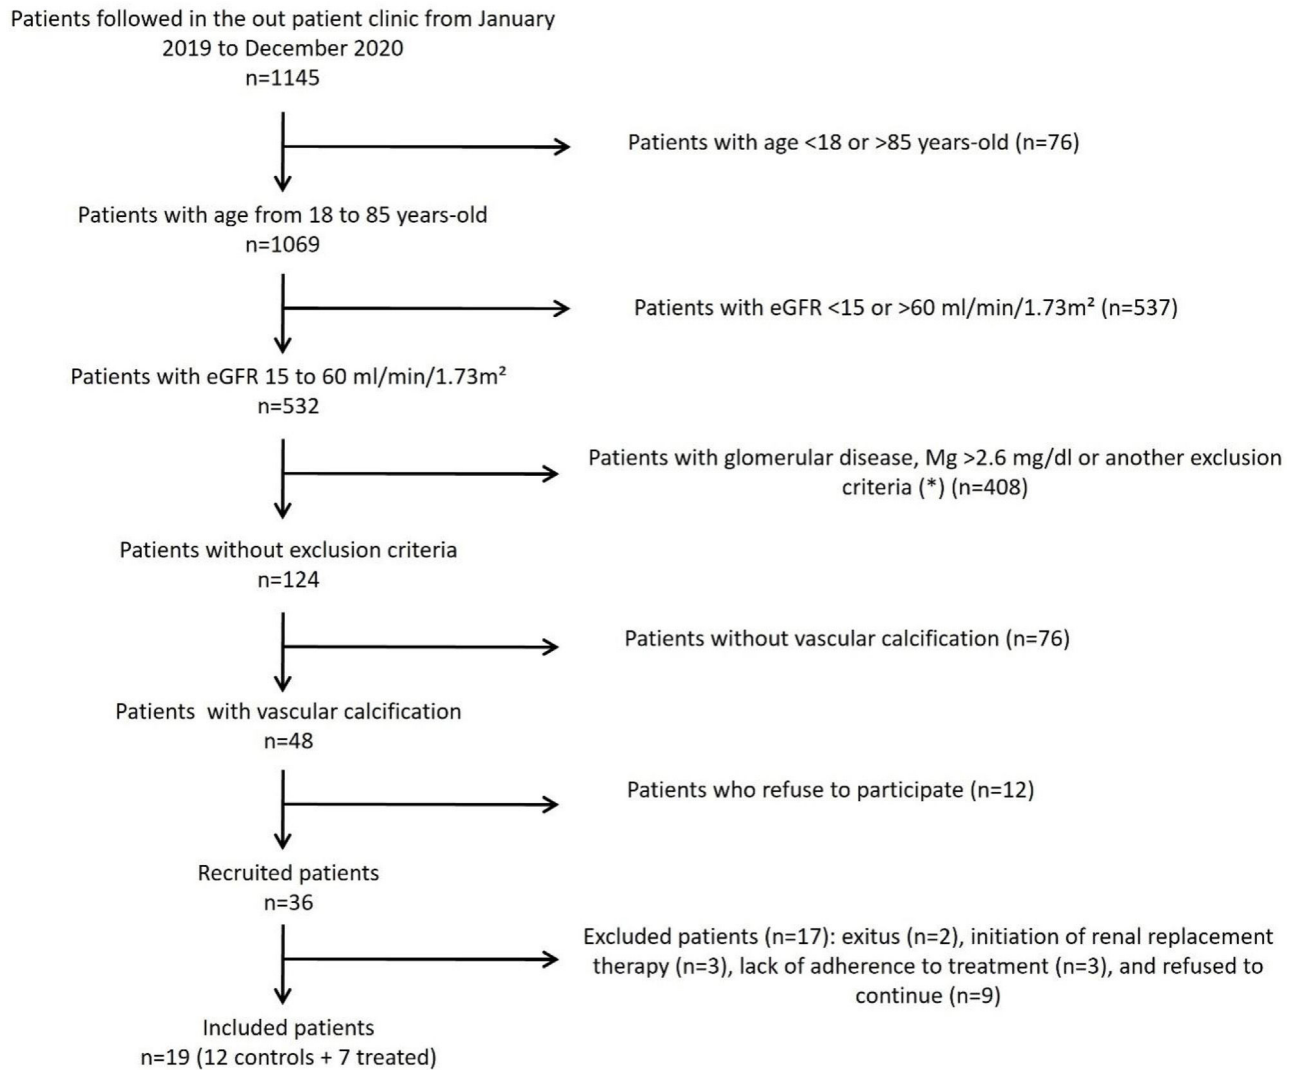 Patients followed in the out patient clinic from January
2019 to December 2020
n=1145
Patients with age <18 or >85 years-old (n=76)
Patients with age from 18 to 85 years-old
n=1069
Patients with eGFR <15 or >60 ml/min/1.73m² (n=537)
Patients with eGFR 15 to 60 ml/min/1.73m²
n=532
Patients with glomerular disease, Mg >2.6 mg/dl or another exclusion
criteria (*) (n=408)
Patients without exclusion criteria
n=124
Patients without vascular calcification (n=76)
Patients with vascular calcification
n=48
Patients who refuse to participate (n=12)
Recruited patients
n=36
Excluded patients (n=17): exitus (n=2), initiation of renal replacement
therapy (n=3), lack of adherence to treatment (n=3), and refused to
continue (n=9)
Included patients
n=19 (12 controls + 7 treated)